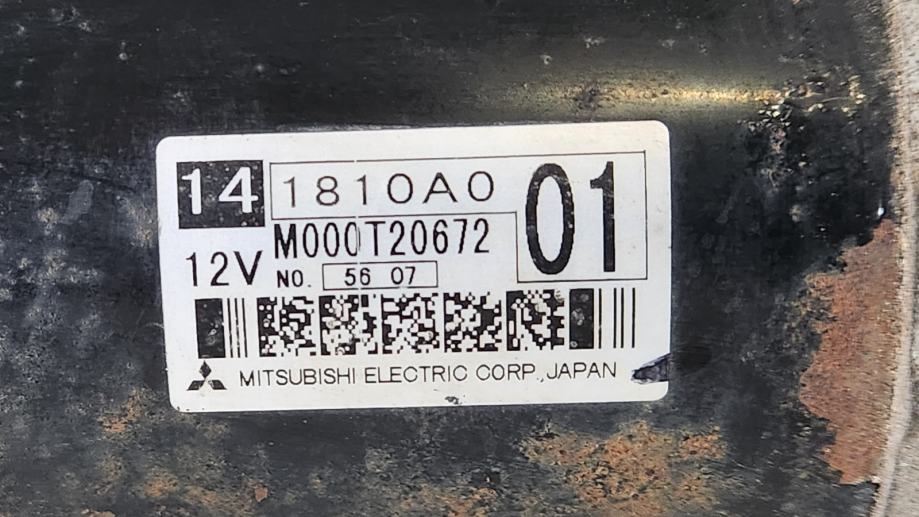 14 1810A0 01
12V M000T20672
NO. 56 07
MITSUBISHI ELECTRIC CORP., JAPAN